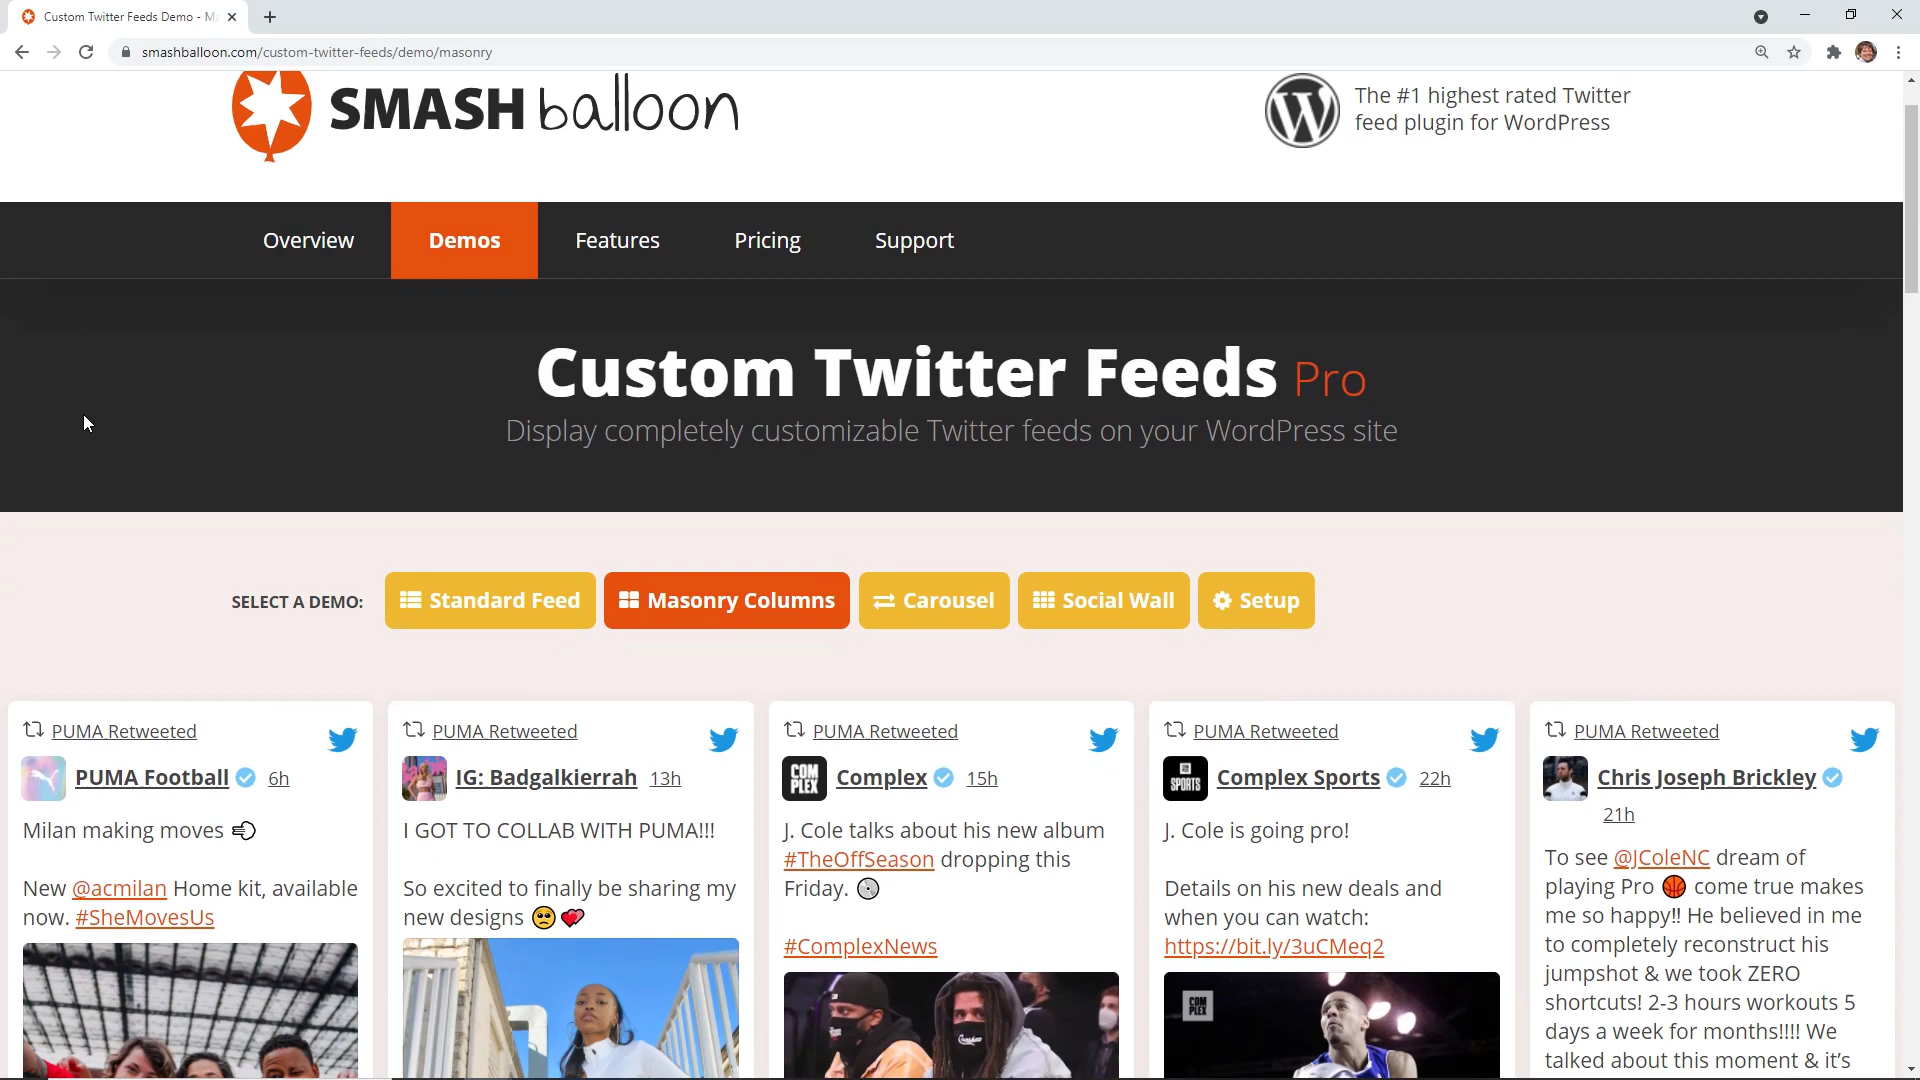 Custom Twitter Feeds Demo - M
smashballoon.com/custom-twitter-feeds/demo/masonry
SMASH balloon
The #1 highest rated Twitter
feed plugin for WordPress
Overview
Demos
Features
Pricing
Support
Custom Twitter Feeds Pro
Display completely customizable Twitter feeds on your WordPress site
SELECT A DEMO:
Standard Feed
Masonry Columns
Carousel
Social Wall
Setup
PUMA Retweeted
PUMA Football 6h
Milan making moves
New @acmilan Home kit, available
now. #SheMovesUs
PUMA Retweeted
IG: Badgalkierrah 13h
I GOT TO COLLAB WITH PUMA!!!
So excited to finally be sharing my
new designs 🥺💕
PUMA Retweeted
COM
PLEX
Complex 15h
J. Cole talks about his new album
#TheOffSeason dropping this
Friday. 💿
#ComplexNews
PUMA Retweeted
SPORTS
Complex Sports 22h
J. Cole is going pro!
Details on his new deals and
when you can watch:
https://bit.ly/3uCMeq2
COM
PLEX
PUMA Retweeted
Chris Joseph Brickley
21h
To see @JColeNC dream of
playing Pro 🏀 come true makes
me so happy!! He believed in me
to completely reconstruct his
jumpshot & we took ZERO
shortcuts! 2-3 hours workouts 5
days a week for months!!!! We
talked about this moment & it’s